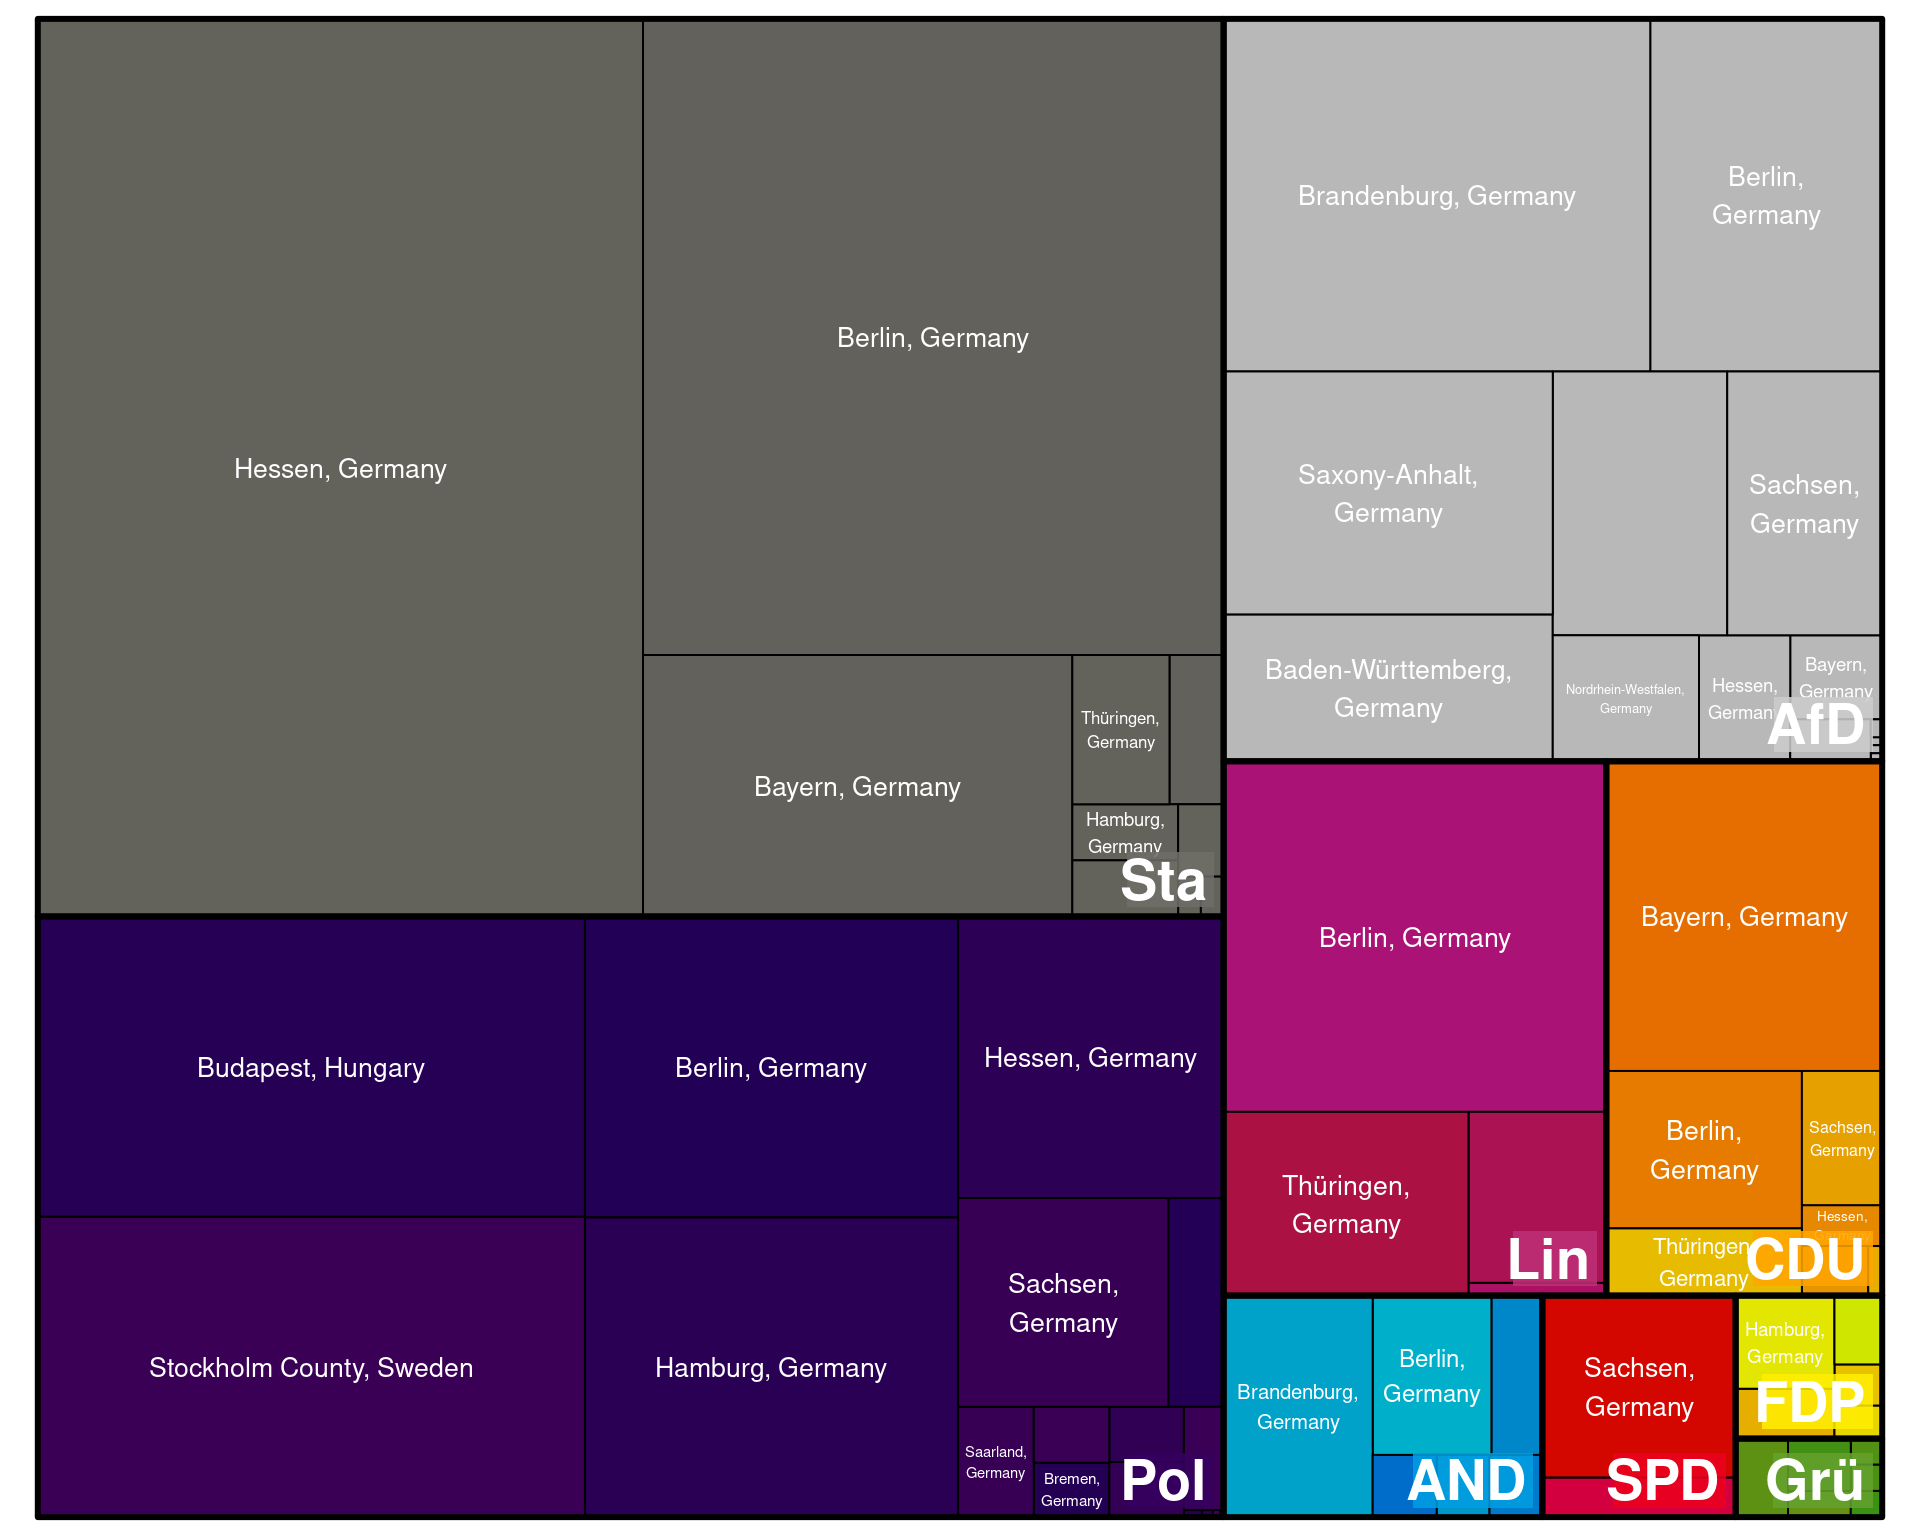 Hessen, Germany
Berlin, Germany
Bayern, Germany
Thüringen,
Germany
Hamburg,
Germany
Sta
Brandenburg, Germany
Berlin,
Germany
Saxony-Anhalt,
Germany
Sachsen,
Germany
Baden-Württemberg,
Germany
Nordrhein-Westfalen,
Germany
Hessen,
German
Bayern,
Germany
AfD
Budapest, Hungary
Berlin, Germany
Hessen, Germany
Stockholm County, Sweden
Hamburg, Germany
Sachsen,
Germany
Saarland,
Germany
Bremen,
Germany
Pol
Berlin, Germany
Thüringen,
Germany
Lin
Bayern, Germany
Berlin,
Germany
Sachsen,
Germany
Hessen,
Thüringen
Germany
CDU
Brandenburg,
Germany
Berlin,
Germany
AND
Sachsen,
Germany
SPD
Hamburg,
Germany
FDP
Grü